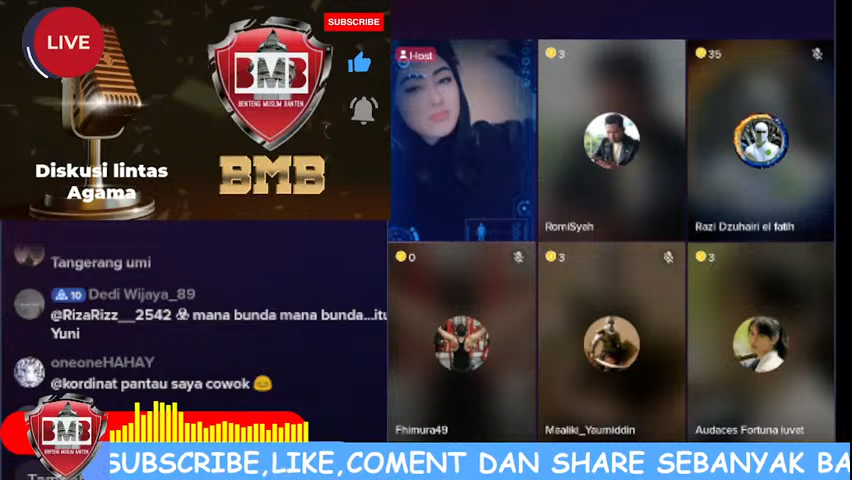 LIVE
SUBSCRIBE
BMB
BENTENG MUSLIM BANTEN
BMB
Diskusi lintas
Agama
Host
3
35
RomiSyah
Razi Dzuhairi el fatih
Tangerang umi
10 Dedi Wijaya_89
@RizaRizz__2542 mana bunda mana bunda...itu
Yuni
oneoneHAHAY
@kordinat pantau saya cowok 😄
0
3
3
Fhimura49
Maaliki_Yaumiddin
Audaces Fortuna iuvat
BMB
SUBSCRIBE,LIKE,COMENT DAN SHARE SEBANYAK BA